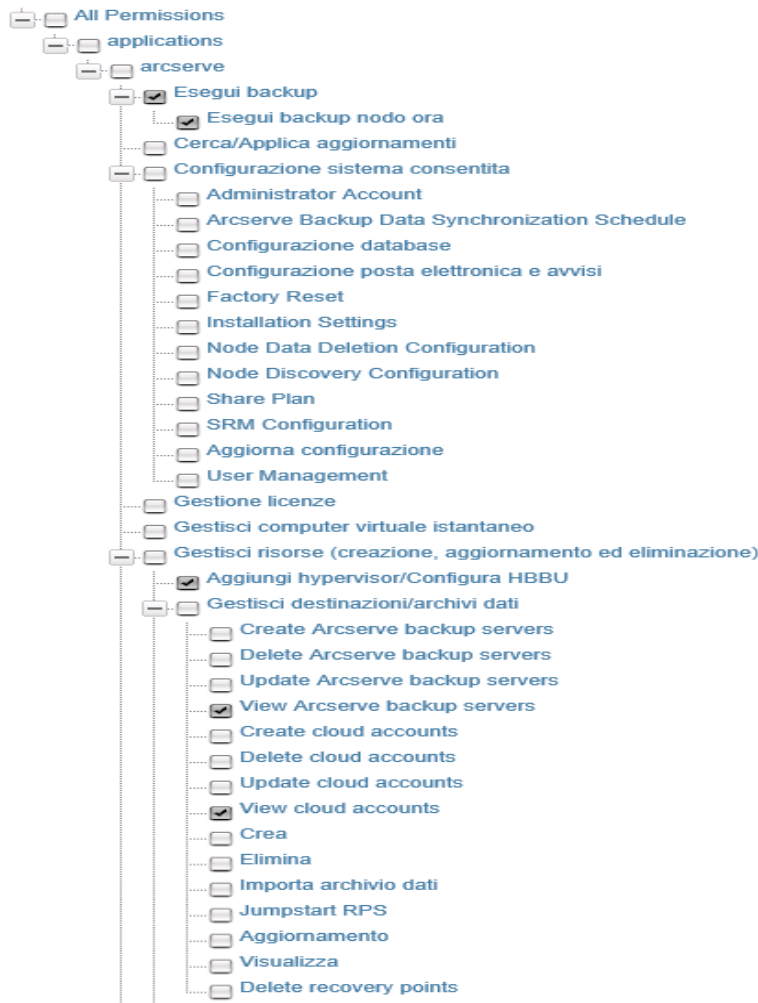 All Permissions
applications
arcserve
Esegui backup
Esegui backup nodo ora
Cerca/Applica aggiornamenti
Configurazione sistema consentita
Administrator Account
Arcserve Backup Data Synchronization Schedule
Configurazione database
Configurazione posta elettronica e avvisi
Factory Reset
Installation Settings
Node Data Deletion Configuration
Node Discovery Configuration
Share Plan
SRM Configuration
Aggiorna configurazione
User Management
Gestione licenze
Gestisci computer virtuale istantaneo
Gestisci risorse (creazione, aggiornamento ed eliminazione)
Aggiungi hypervisor/Configura HBBU
Gestisci destinazioni/archivi dati
Create Arcserve backup servers
Delete Arcserve backup servers
Update Arcserve backup servers
View Arcserve backup servers
Create cloud accounts
Delete cloud accounts
Update cloud accounts
View cloud accounts
Crea
Elimina
Importa archivio dati
Jumpstart RPS
Aggiornamento
Visualizza
Delete recovery points